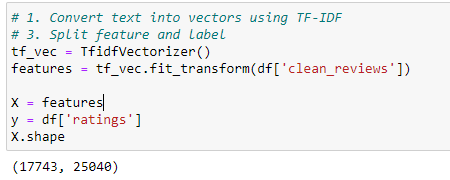 # 1. Convert text into vectors using TF-IDF
# 3. Split feature and label
tf_vec = TfidfVectorizer()
features = tf_vec.fit_transform(df['clean_reviews'])
X = features
y = df['ratings']
X.shape
(17743, 25040)